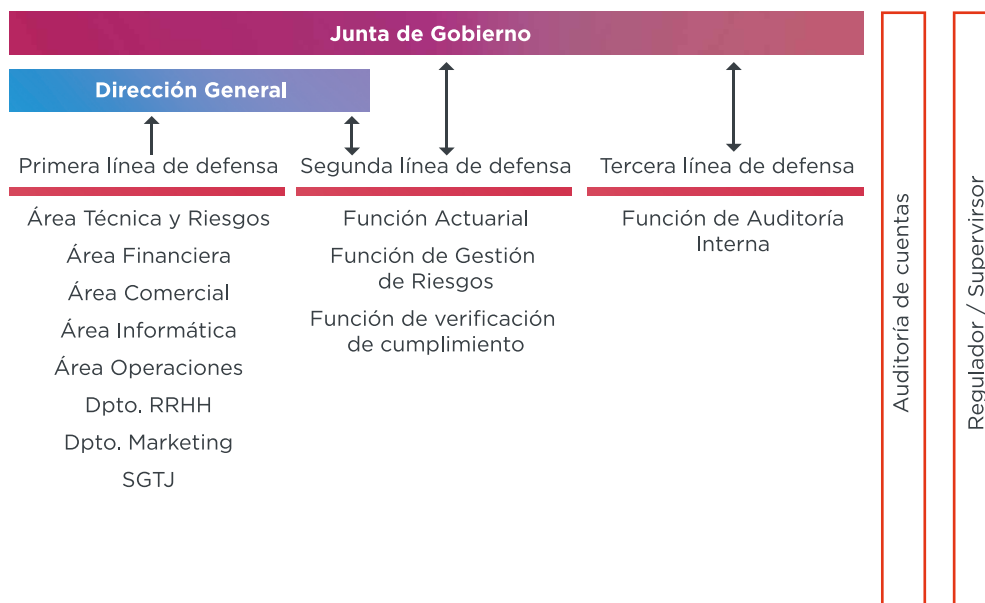 Junta de Gobierno
Dirección General
Primera línea de defensa
Área Técnica y Riesgos
Área Financiera
Área Comercial
Área Informática
Área Operaciones
Dpto. RRHH
Dpto. Marketing
SGTJ
Segunda línea de defensa
Función Actuarial
Función de Gestión
de Riesgos
Función de verificación
de cumplimiento
Tercera línea de defensa
Función de Auditoría
Interna
Auditoría de cuentas
Regulador / Supervirsor